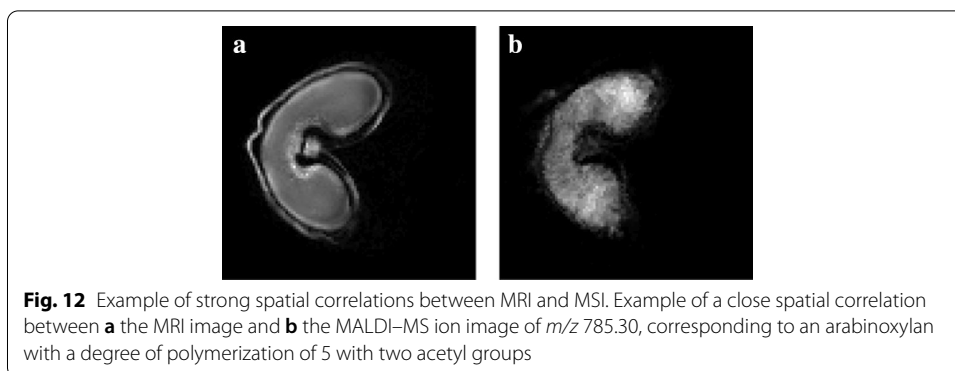 a
b
Fig. 12 Example of strong spatial correlations between MRI and MSI. Example of a close spatial correlation
between a the MRI image and b the MALDI–MS ion image of m/z 785.30, corresponding to an arabinoxylan
with a degree of polymerization of 5 with two acetyl groups